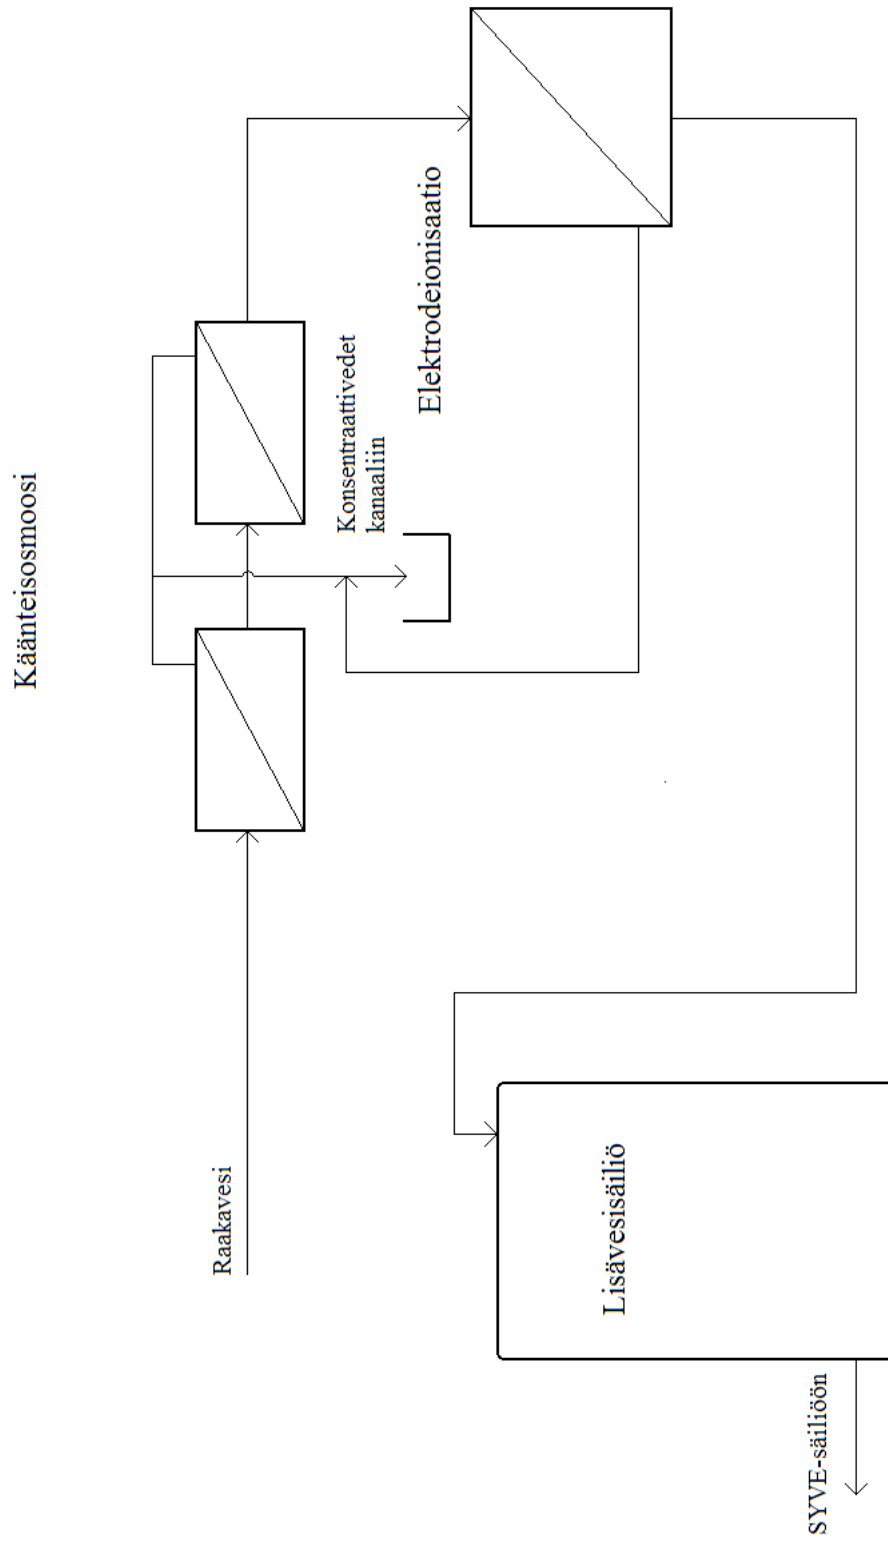 Käänteisosmoosi
Raakavesi
Konsentraattivedet
kanaaliin
Elektrodeionisaatio
Lisävesisäiliö
SYVE-säiliöön